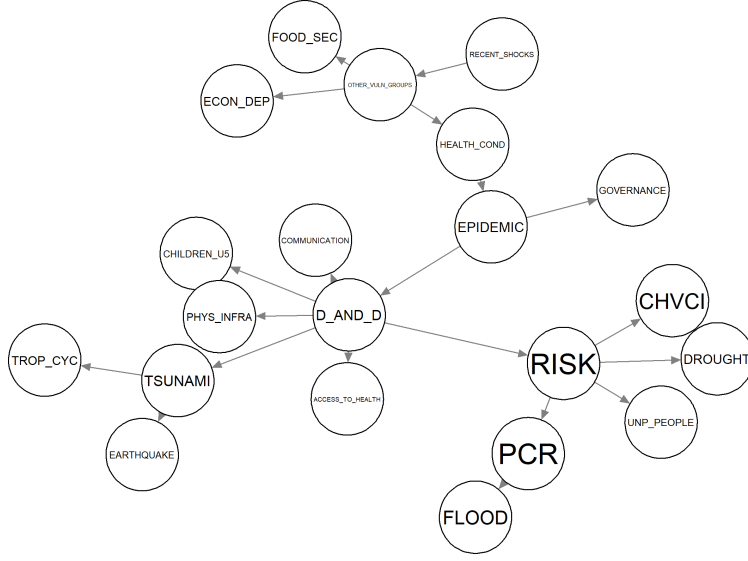 FOOD_SEC
RECENT_SHOCKS
OTHER_VULN_GROUPS
ECON_DEP
HEALTH_COND
GOVERNANCE
EPIDEMIC
COMMUNICATION
CHILDREN_U5
CHVCI
PHYS_INFRA
D_AND_D
TROP_CYC
RISK
DROUGHT
TSUNAMI
ACCESS_TO_HEALTH
UNP_PEOPLE
EARTHQUAKE
PCR
FLOOD